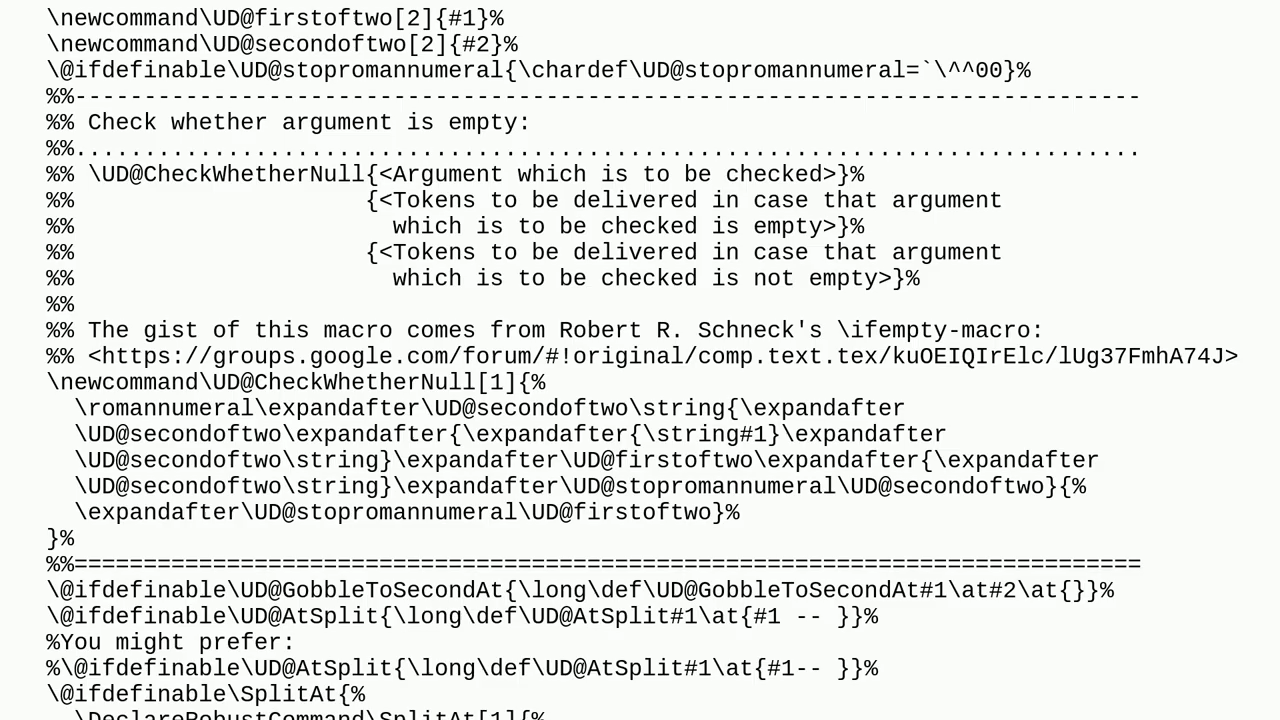 \newcommand\UD@firstoftwo[2]{#1}%
\newcommand\UD@secondoftwo[2]{#2}%
\@ifdefinable\UD@stopromannumeral{\chardef\UD@stopromannumeral=`\^^00}%
%%-----------------------------------------------------------------------------
%% Check whether argument is empty:
%%.............................................................................
%% \UD@CheckWhetherNull{<Argument which is to be checked>}%
%%                     {<Tokens to be delivered in case that argument
%%                       which is to be checked is empty>}%
%%                     {<Tokens to be delivered in case that argument
%%                       which is to be checked is not empty>}%
%%
%% The gist of this macro comes from Robert R. Schneck's \ifempty-macro:
%% <https://groups.google.com/forum/#!original/comp.text.tex/kuOEIQIrElc/lUg37FmhA74J>
\newcommand\UD@CheckWhetherNull[1]{%
  \romannumeral\expandafter\UD@secondoftwo\string{\expandafter
  \UD@secondoftwo\expandafter{\expandafter{\string#1}\expandafter
  \UD@secondoftwo\string}\expandafter\UD@firstoftwo\expandafter{\expandafter
  \UD@secondoftwo\string}\expandafter\UD@stopromannumeral\UD@secondoftwo}{%
  \expandafter\UD@stopromannumeral\UD@firstoftwo}%
}%
%%=============================================================================
\@ifdefinable\UD@GobbleToSecondAt{\long\def\UD@GobbleToSecondAt#1\at#2\at{}}%
\@ifdefinable\UD@AtSplit{\long\def\UD@AtSplit#1\at{#1 -- }}%
%You might prefer:
%\@ifdefinable\UD@AtSplit{\long\def\UD@AtSplit#1\at{#1-- }}%
\@ifdefinable\SplitAt{%
  \DeclareRobustCommand\SplitAt[1]{%